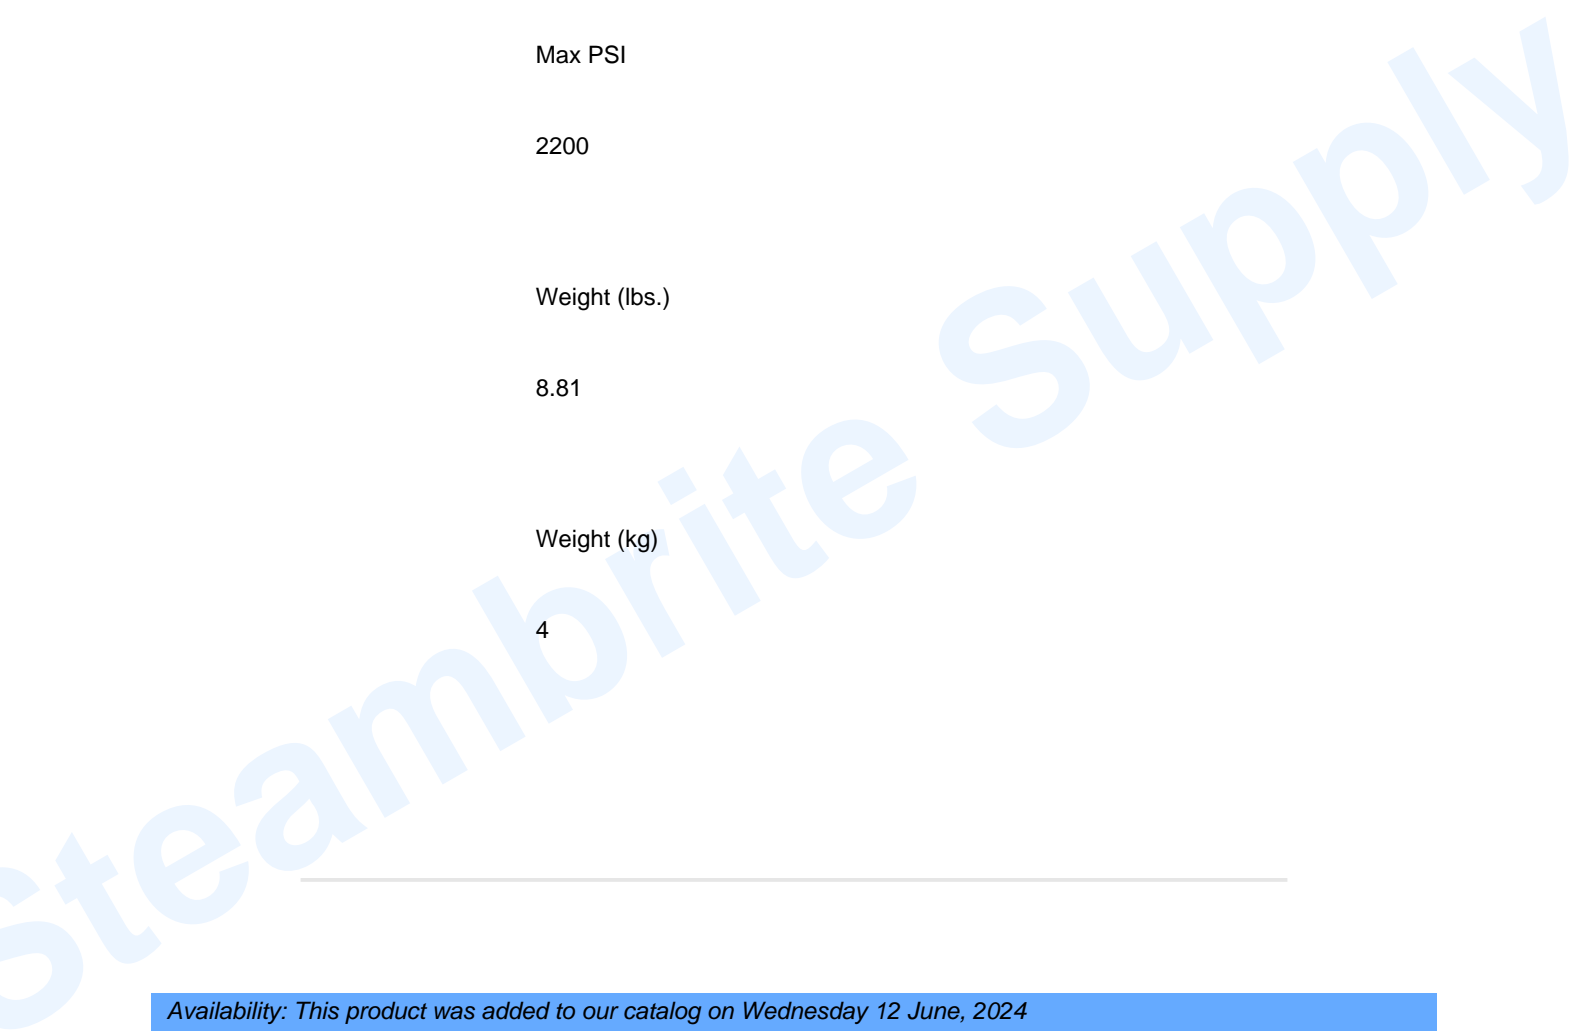 Max PSI
2200
Weight (lbs.)
8.81
Weight (kg)
4
Steambrite Supply
Availability: This product was added to our catalog on Wednesday 12 June, 2024